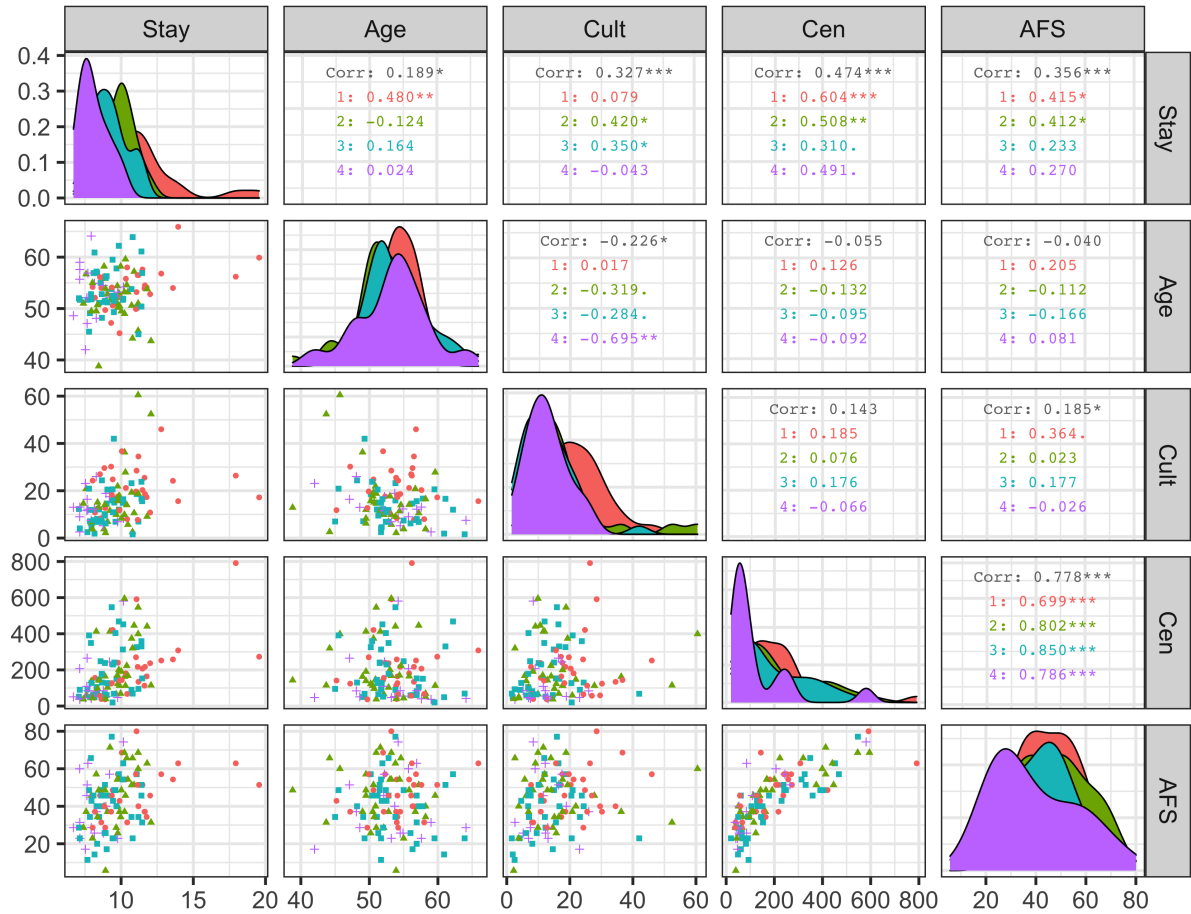 Stay Age Cult Cen AFS
0.4 Corr: 0.189* Corr: 0.327*** Corr: 0.474*** Corr: 0.356***
0.3 1: 0.480** 1: 0.079 1: 0.604*** 1: 0.415*
2: -0.124 2: 0.420* 2: 0.508** 2: 0.412* Stay
0.2 3: 0.164 3: 0.350* 3: 0.310. 3: 0.233
0.1 4: 0.024 4: -0.043 4: 0.491. 4: 0.270
0.0
Corr: -0.226* Corr: -0.055 Corr: -0.040
60 1: 0.017 1: 0.126 1: 0.205
2: -0.319. 2: -0.132 2: -0.112 Age
50 3: -0.284. 3: -0.095 3: -0.166
4: -0.695** 4: -0.092 4: 0.081
40
60 Corr: 0.143 Corr: 0.185*
1: 0.185 1: 0.364.
40 2: 0.076 2: 0.023 Cult
20 3: 0.176 3: 0.177
4: -0.066 4: -0.026
0
800 Corr: 0.778***
600 1: 0.699***
400 2: 0.802*** Cen
200 3: 0.850***
4: 0.786***
0
80
60
AFS
40
20
10 15 20 40 50 60 0 20 40 60 0 200 400 600 800 20 40 60 80